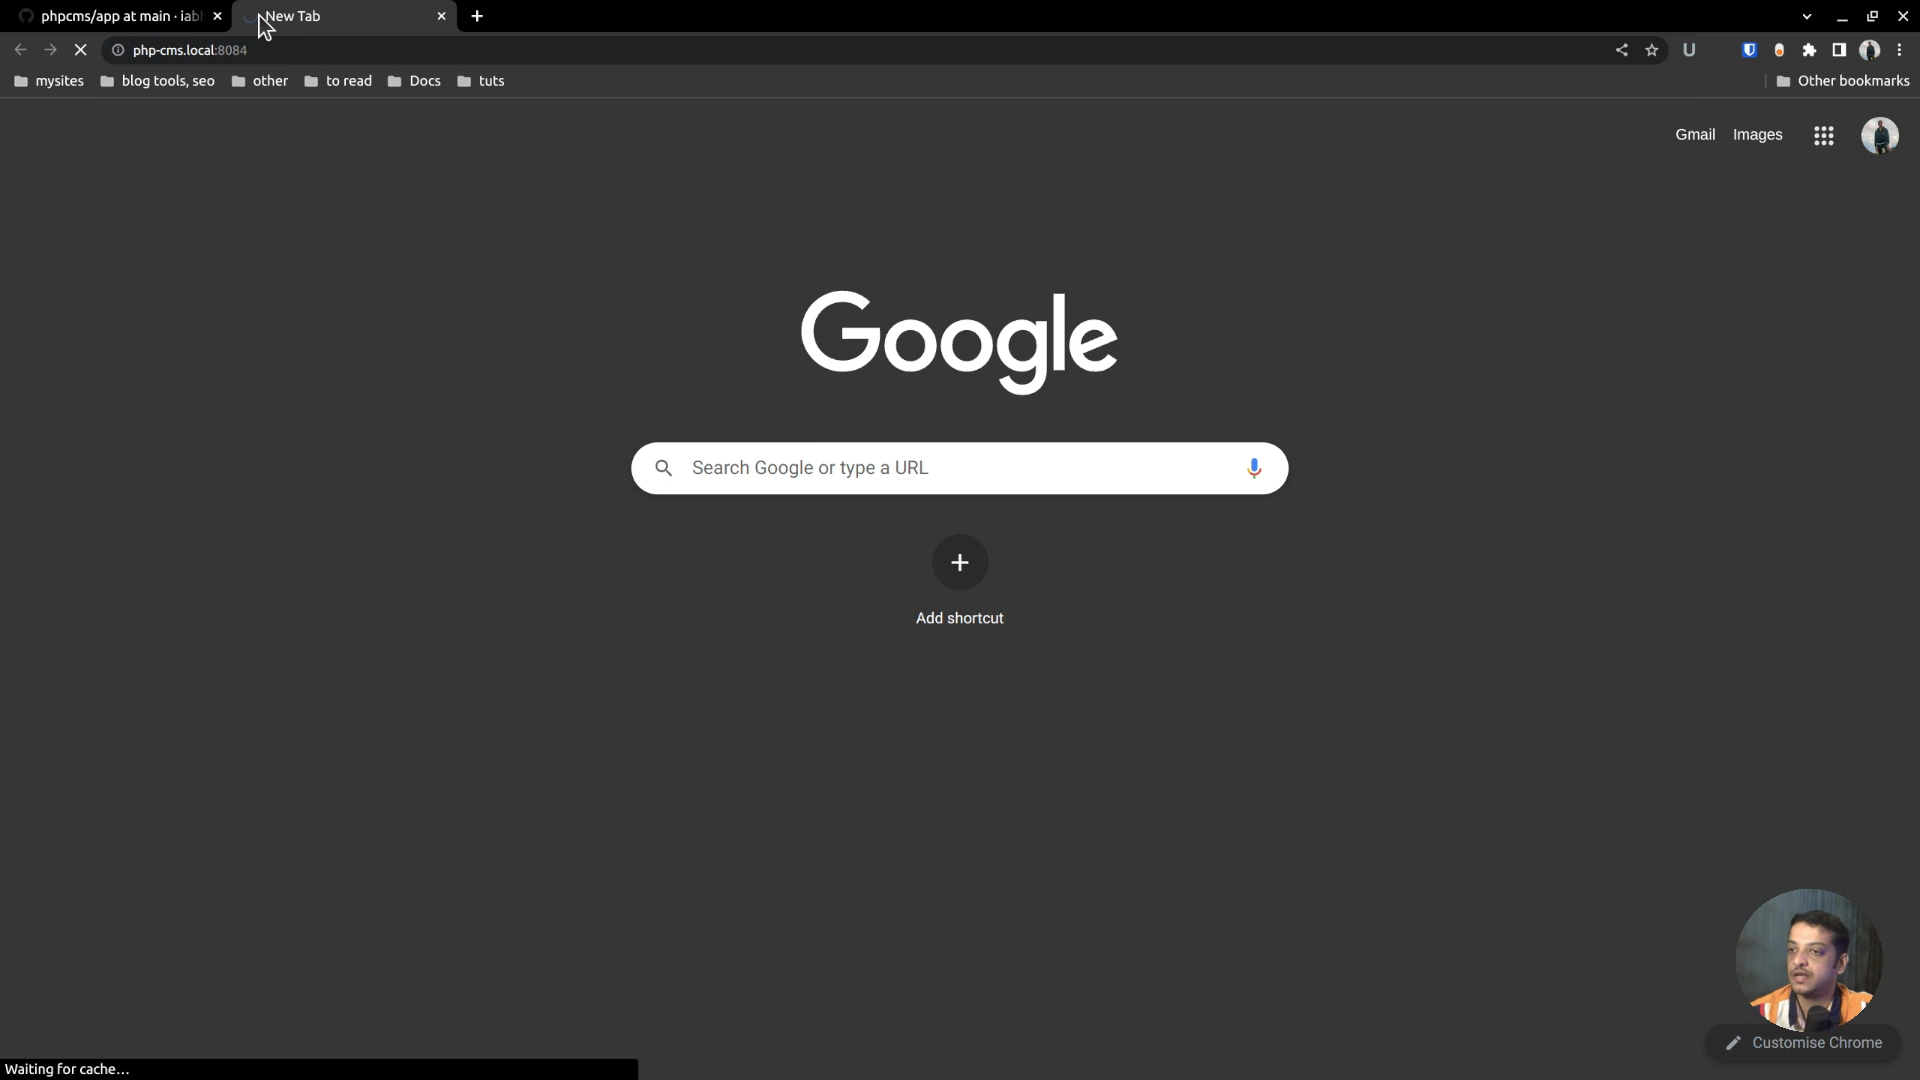 phpcms/app at main · iab
New Tab
php-cms.local:8084
mysites
blog tools, seo
other
to read
Docs
tuts
Other bookmarks
Gmail
Images
Google
Search Google or type a URL
Add shortcut
Customise Chrome
Waiting for cache...